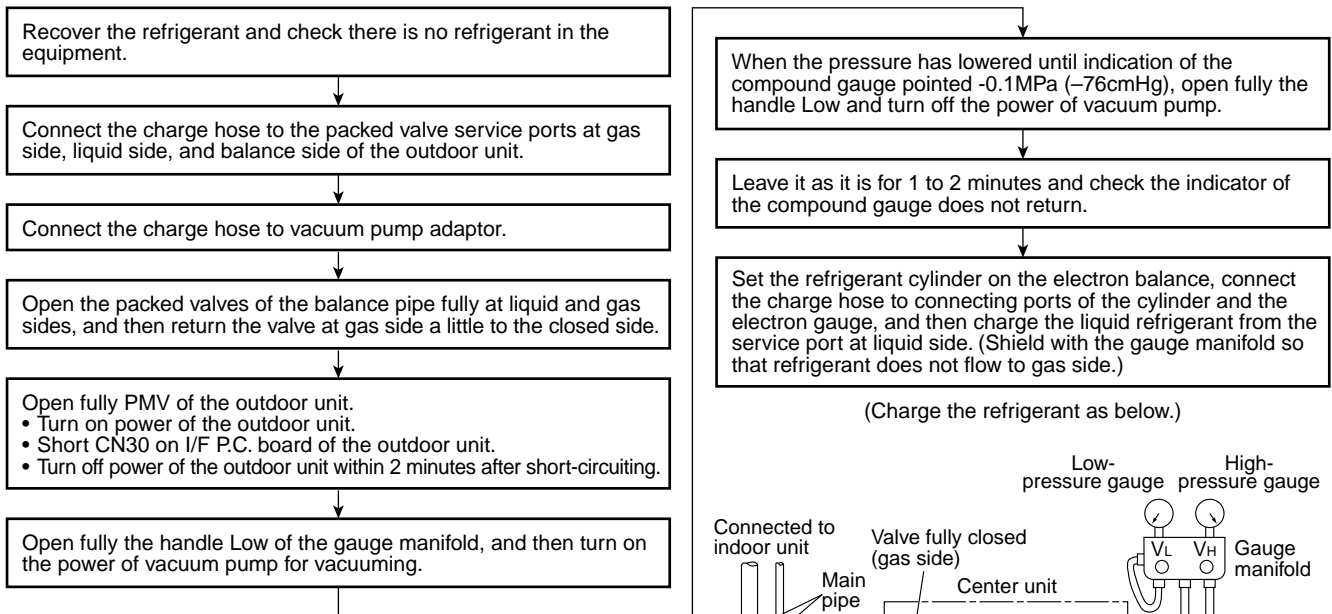 Recover the refrigerant and check there is no refrigerant in the
equipment.
Connect the charge hose to the packed valve service ports at gas
side, liquid side, and balance side of the outdoor unit.
Connect the charge hose to vacuum pump adaptor.
Open the packed valves of the balance pipe fully at liquid and gas
sides, and then return the valve at gas side a little to the closed side.
Open fully PMV of the outdoor unit.
• Turn on power of the outdoor unit.
• Short CN30 on I/F P.C. board of the outdoor unit.
• Turn off power of the outdoor unit within 2 minutes after short-circuiting.
Open fully the handle Low of the gauge manifold, and then turn on
the power of vacuum pump for vacuuming.
When the pressure has lowered until indication of the
compound gauge pointed -0.1MPa (–76cmHg), open fully the
handle Low and turn off the power of vacuum pump.
Leave it as it is for 1 to 2 minutes and check the indicator of
the compound gauge does not return.
Set the refrigerant cylinder on the electron balance, connect
the charge hose to connecting ports of the cylinder and the
electron gauge, and then charge the liquid refrigerant from the
service port at liquid side. (Shield with the gauge manifold so
that refrigerant does not flow to gas side.)
(Charge the refrigerant as below.)
Low-
pressure gauge
High-
pressure gauge
Connected to
indoor unit
Valve fully closed
(gas side)
VL
VH
Gauge
manifold
Main
pipe
Center unit